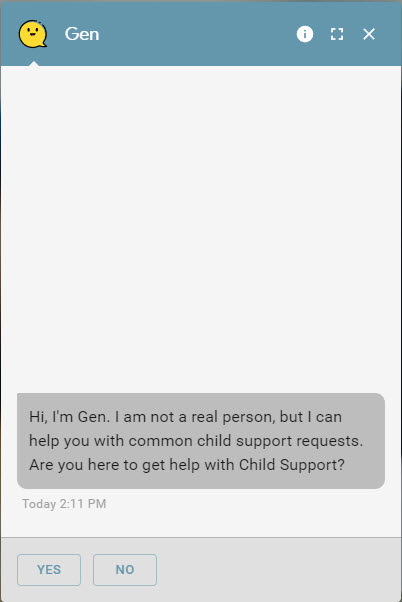 Gen
Hi, I'm Gen. I am not a real person, but I can
help you with common child support requests.
Are you here to get help with Child Support?
Today 2:11 PM
YES NO